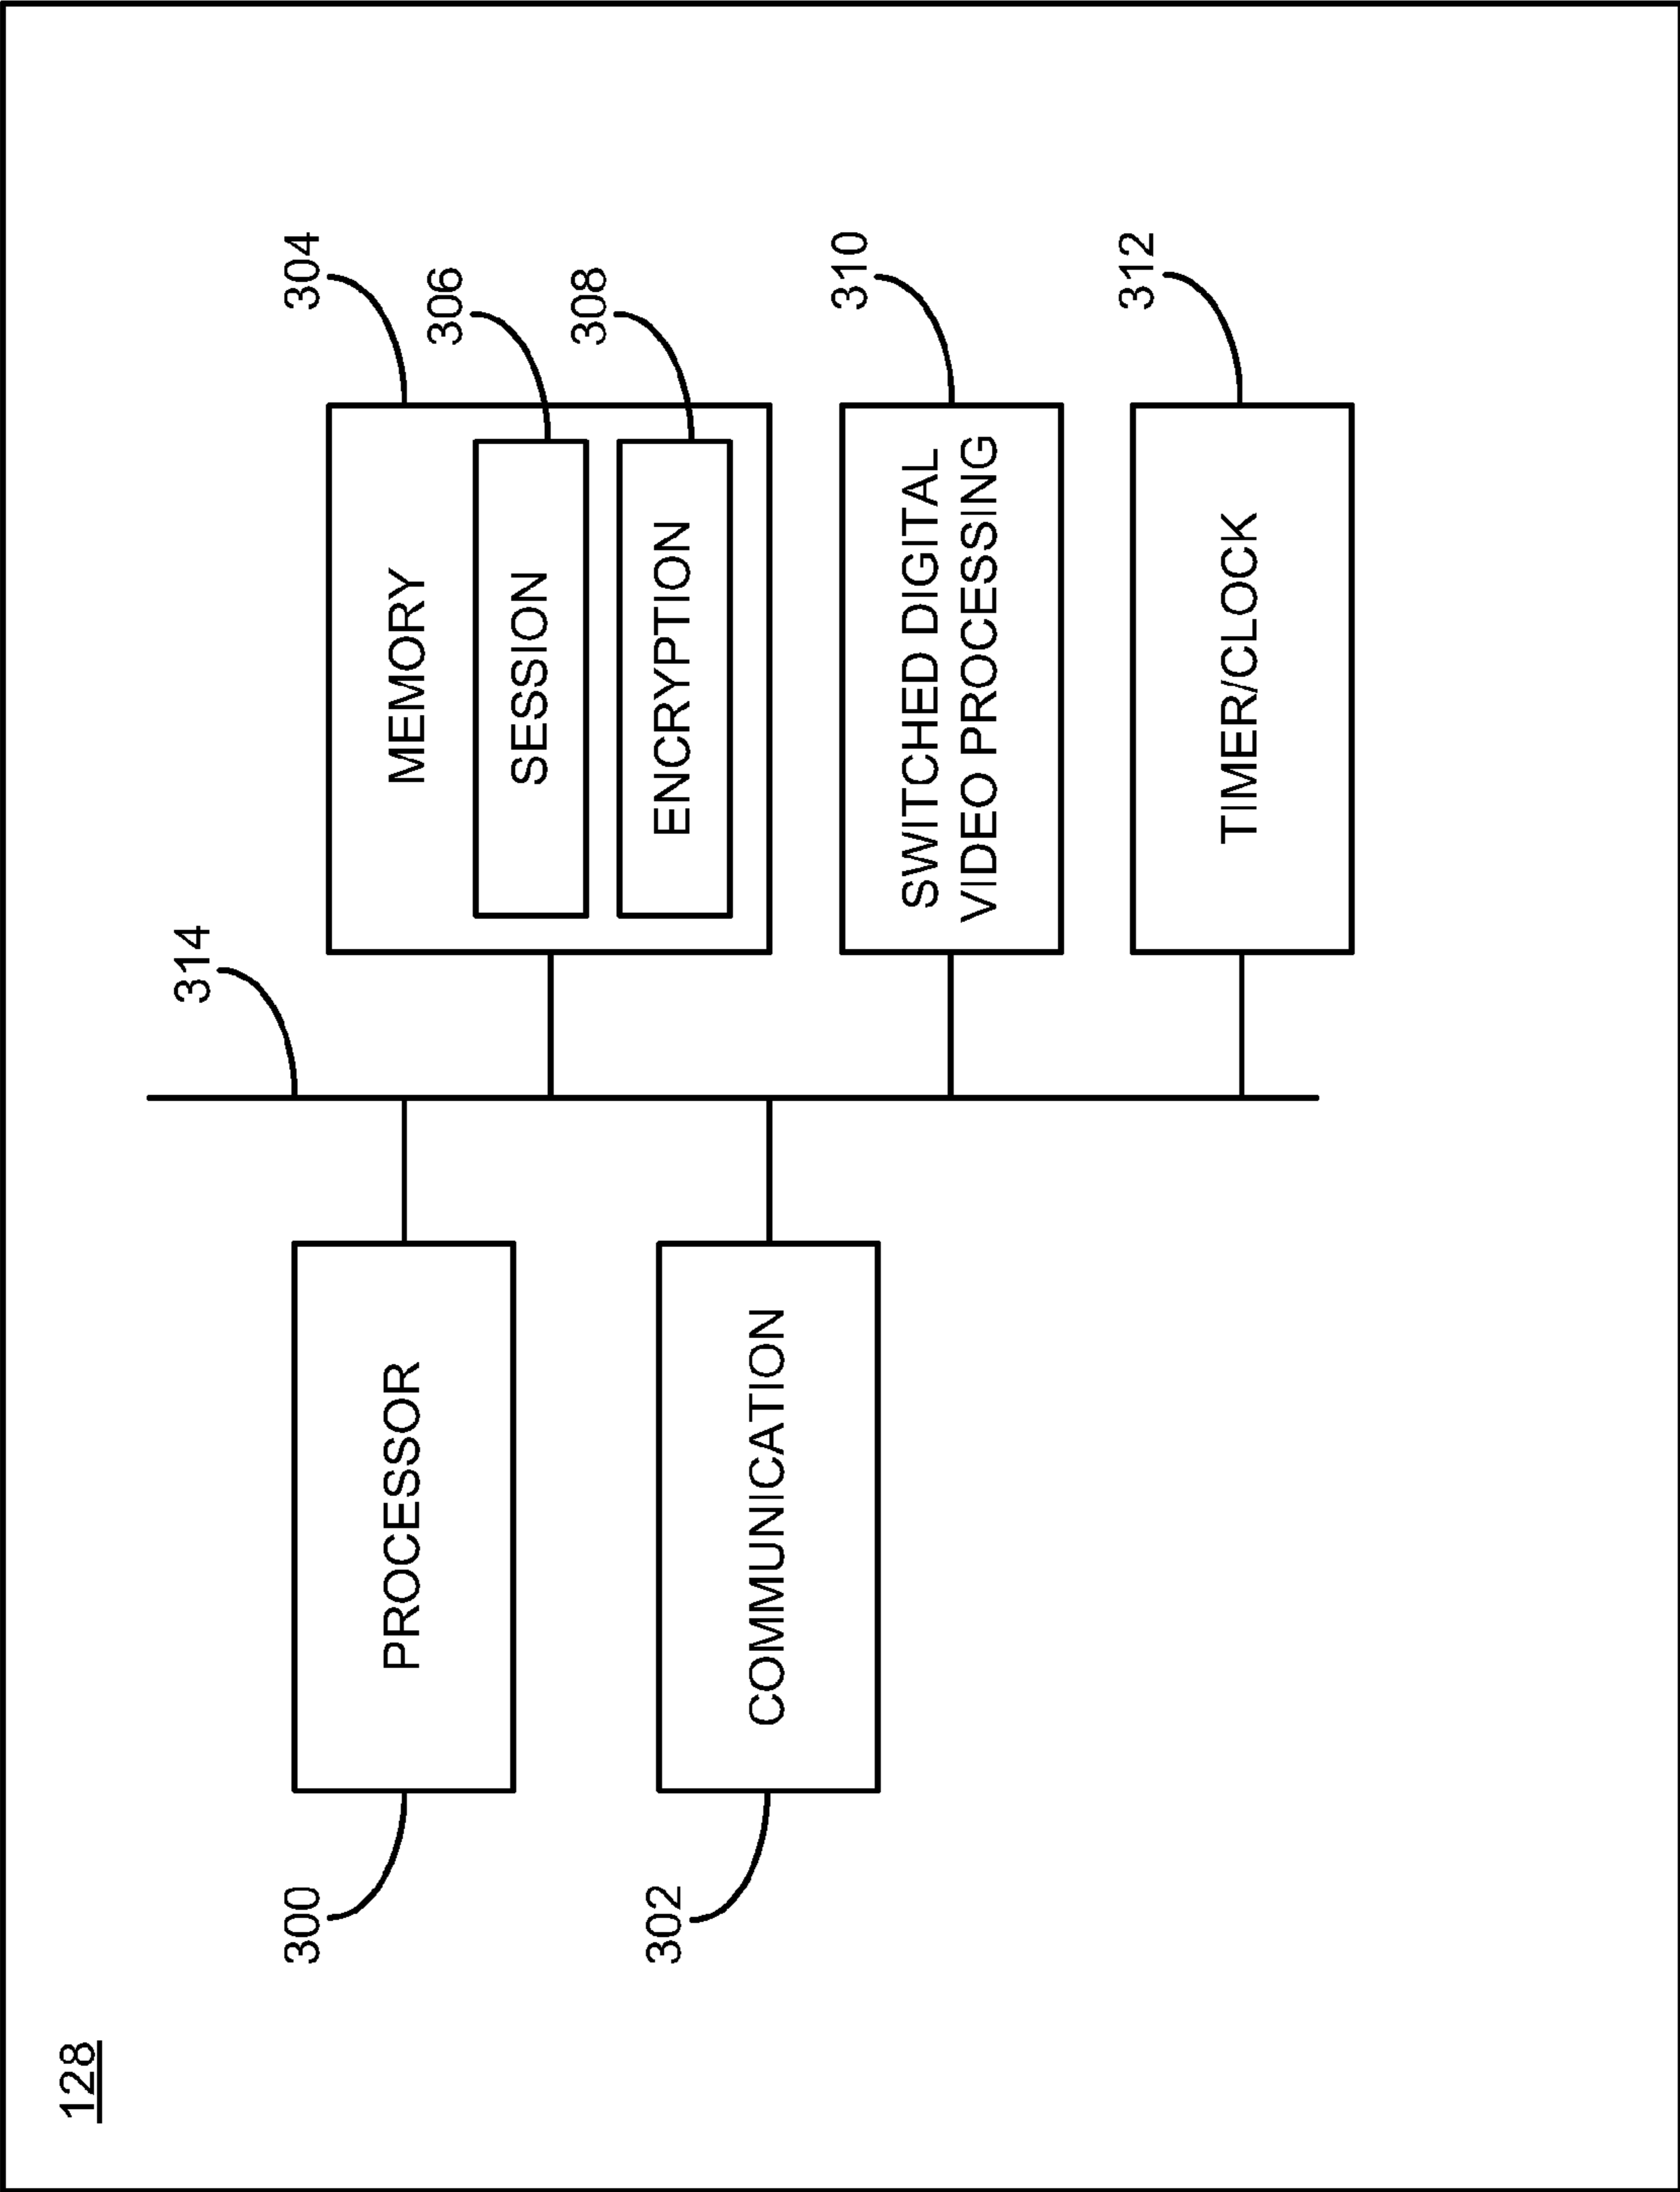 128
314
300
PROCESSOR
302
COMMUNICATION
304
MEMORY
306
SESSION
308
ENCRYPTION
310
SWITCHED DIGITAL
VIDEO PROCESSING
312
TIMER/CLOCK